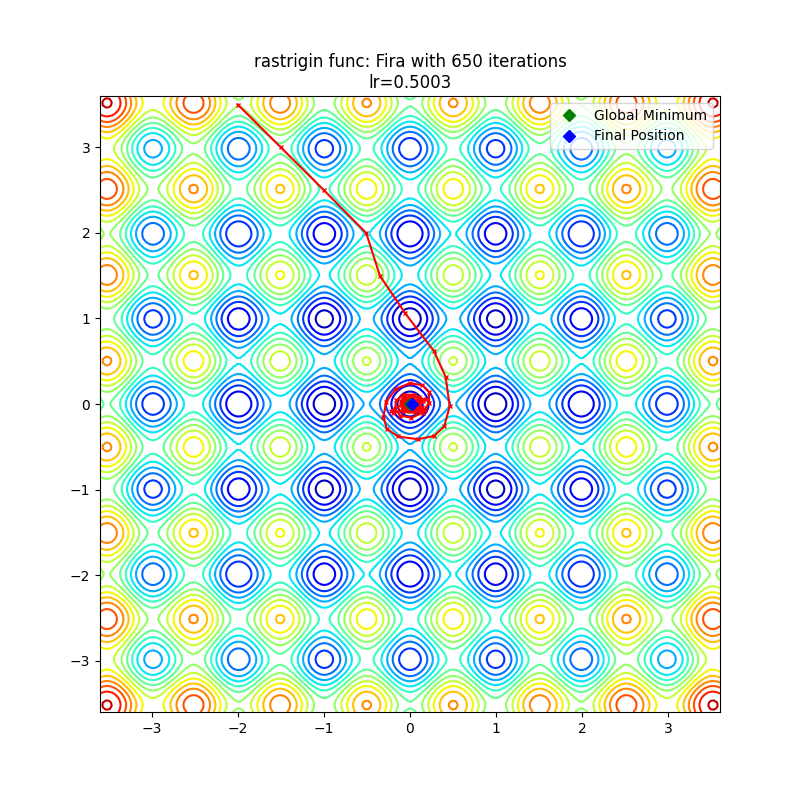 rastrigin func: Fira with 650 iterations
lr=0.5003
Global Minimum
Final Position
3
2
1
0
−1
−2
−3
−3 −2 −1 0 1 2 3